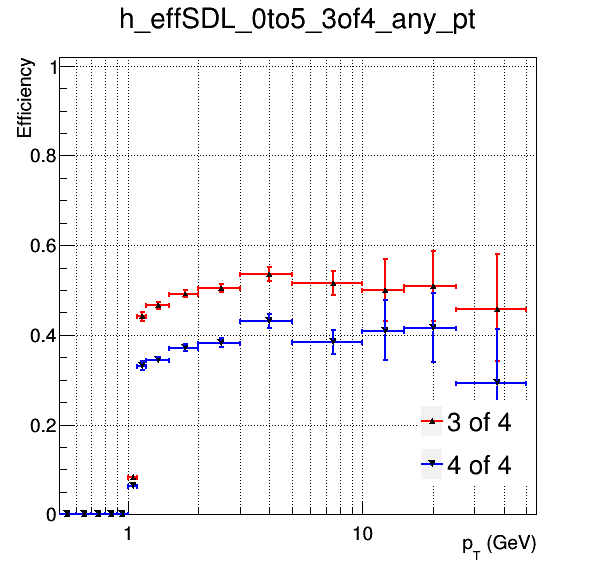 h_effSDL_0to5_3of4_any_pt
Efficiency
1
0.8
0.6
0.4
0.2
0
3 of 4
4 of 4
1
10
p_T (GeV)